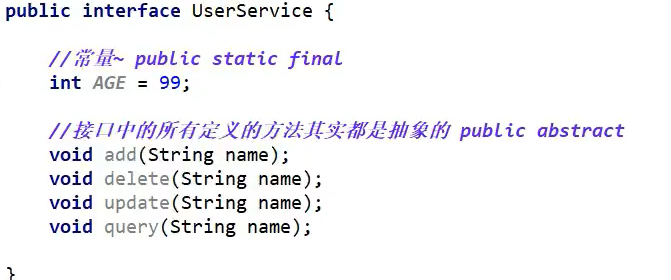 public interface UserService {
//常量~ public static final
int AGE = 99;
//接口中的所有定义的方法其实都是抽象的 public abstract
void add(String name);
void delete(String name);
void update(String name);
void query(String name);
}